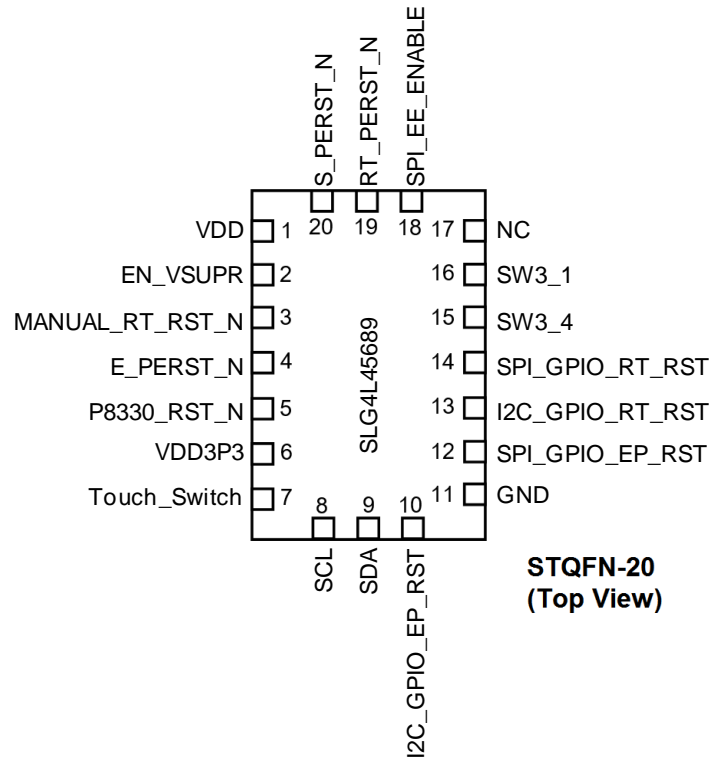 S_PERST_N
RT_PERST_N
SPI_EE_ENABLE
20
19
18
VDD 1
EN_VSUPR 2
MANUAL_RT_RST_N 3
E_PERST_N 4
P8330_RST_N 5
VDD3P3 6
Touch_Switch 7
SLG4L45689
17 NC
16 SW3_1
15 SW3_4
14 SPI_GPIO_RT_RST
13 I2C_GPIO_RT_RST
12 SPI_GPIO_EP_RST
11 GND
8
9
10
SCL
SDA
I2C_GPIO_EP_RST
STQFN-20
(Top View)